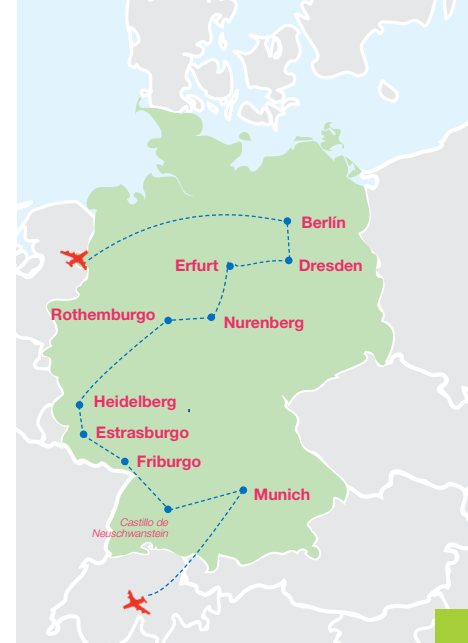 Berlín
Erfurt
Dresden
Rothemburgo
Nurenberg
Heidelberg
Estrasburgo
Friburgo
Munich
Castillo de
Neuschwanstein